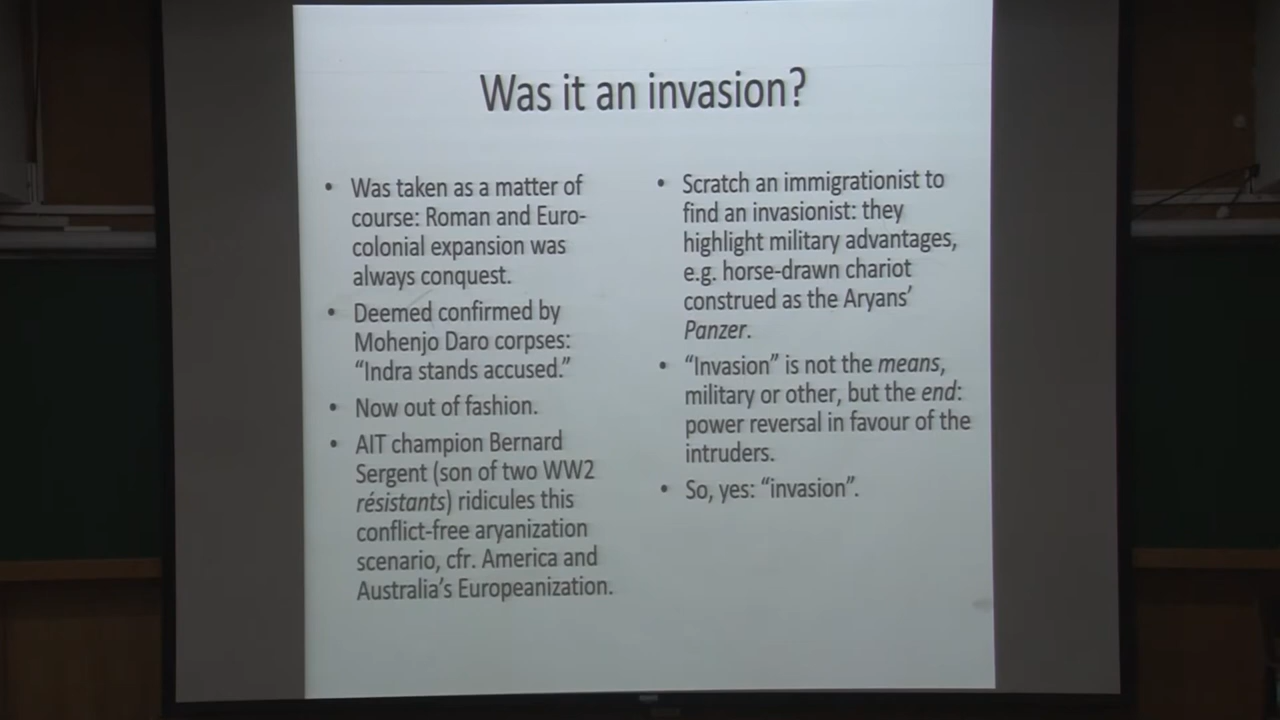 Was it an invasion?
• Was taken as a matter of
course: Roman and Euro-
colonial expansion was
always conquest.
• Deemed confirmed by
Mohenjo Daro corpses:
“Indra stands accused.”
• Now out of fashion.
• AIT champion Bernard
Sergent (son of two WW2
résistants) ridicules this
conflict-free aryanization
scenario, cfr. America and
Australia’s Europeanization.
• Scratch an immigrationist to
find an invasionist: they
highlight military advantages,
e.g. horse-drawn chariot
construed as the Aryans’
Panzer.
• “Invasion” is not the means,
military or other, but the end:
power reversal in favour of the
intruders.
• So, yes: “invasion”.